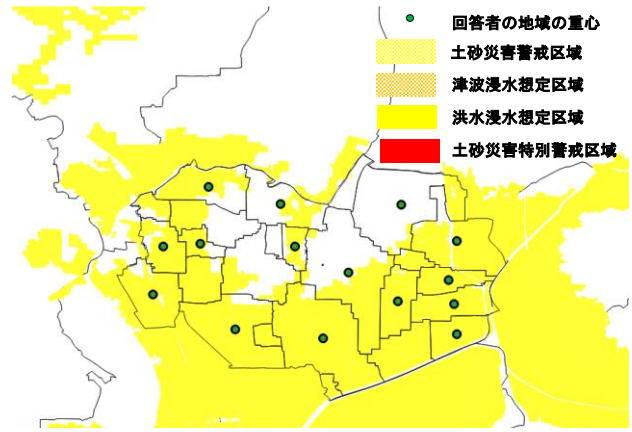 回答者の地域の重心
土砂災害警戒区域
津波浸水想定区域
洪水浸水想定区域
土砂災害特別警戒区域